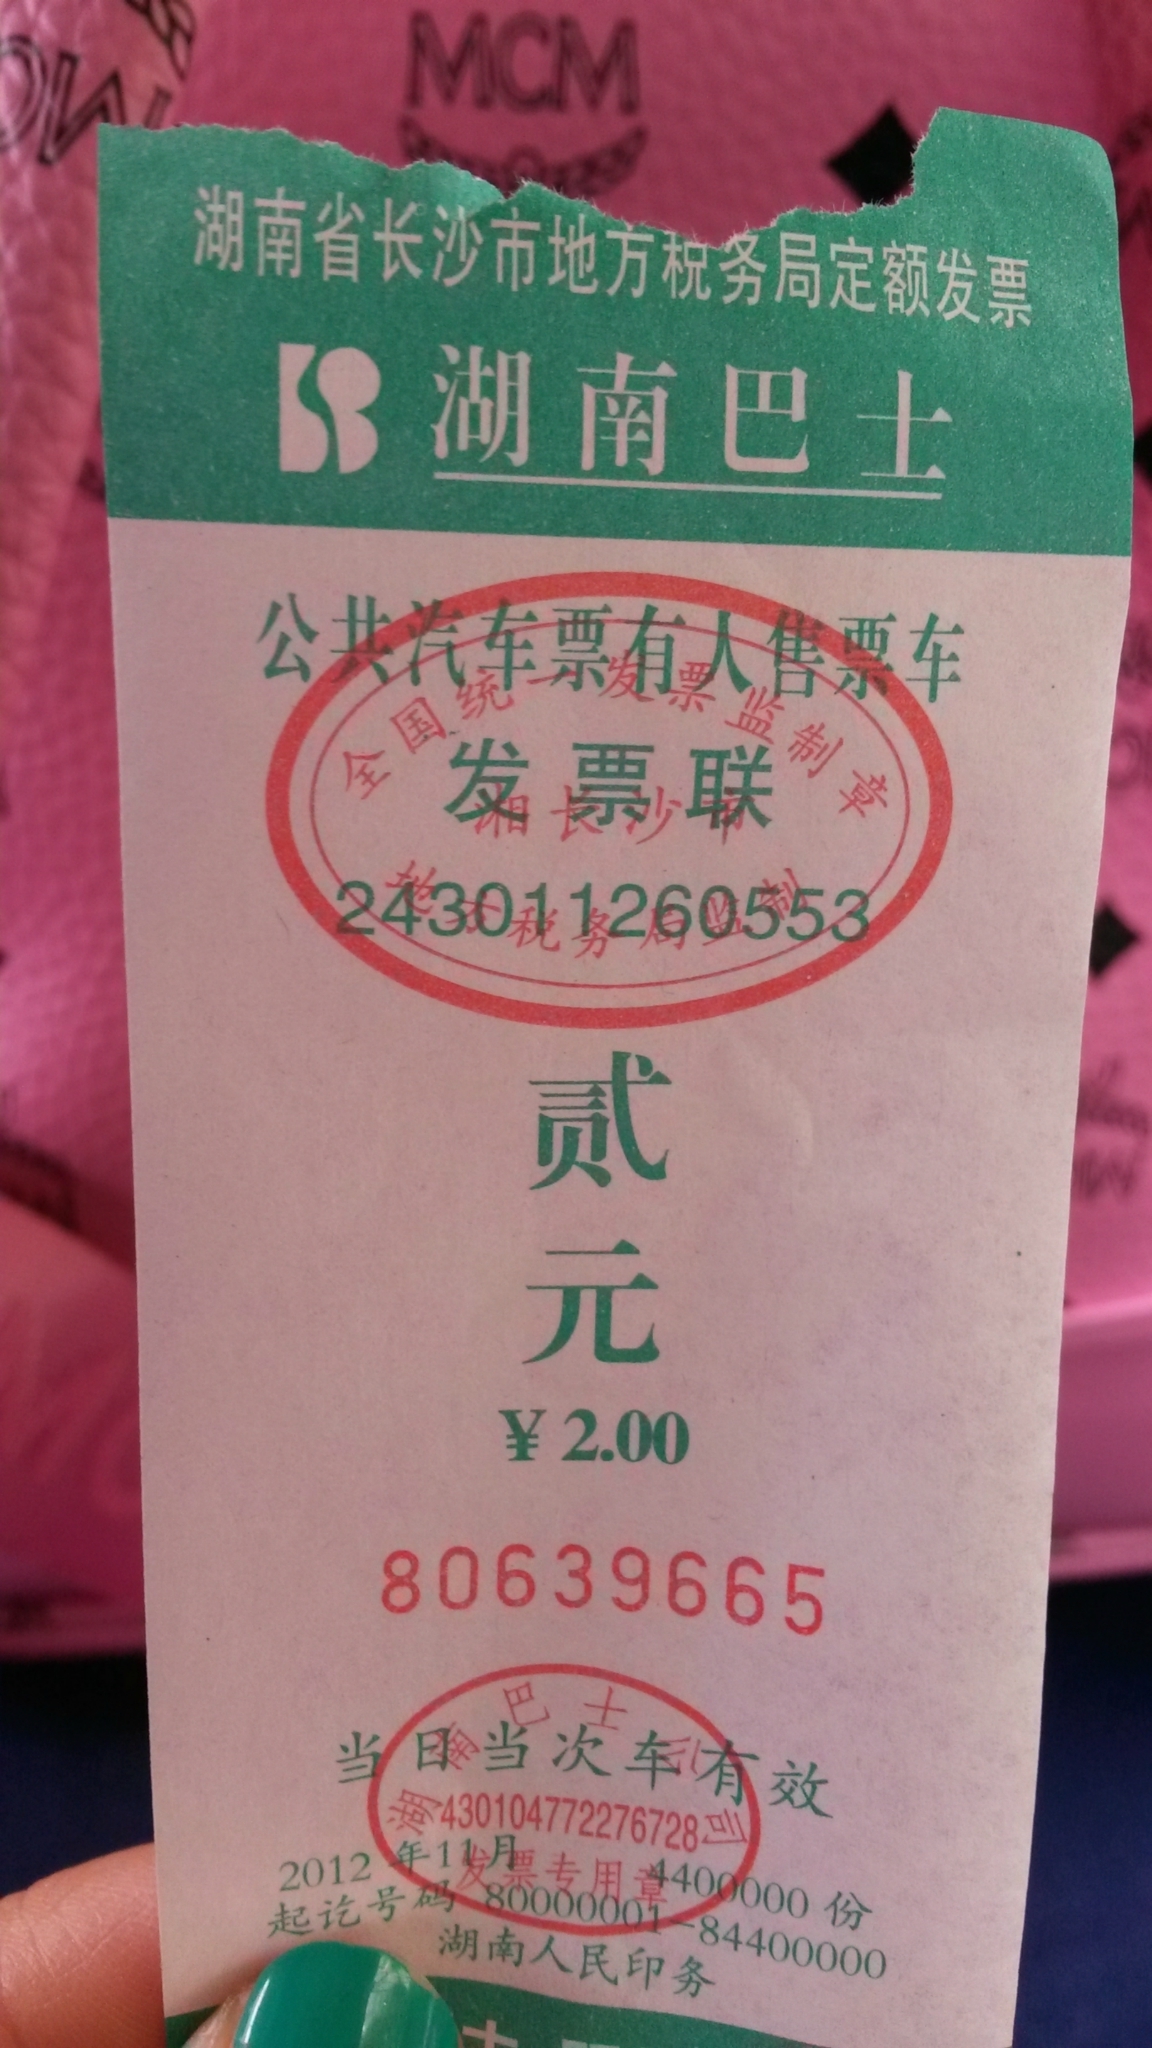 MCM
湖南省长沙市地方税务局定额发票
湖南巴士
公共汽车票有人售票车
全国统一发票监制章
发票联
湘长沙市
243011260553
地方税务局监制
贰
元
¥2.00
80639665
湖南巴士公司
当日当次车有效
430104772276728
2012年11月 4400000份
发票专用章
起讫号码 80000001-84400000
湖南人民印务